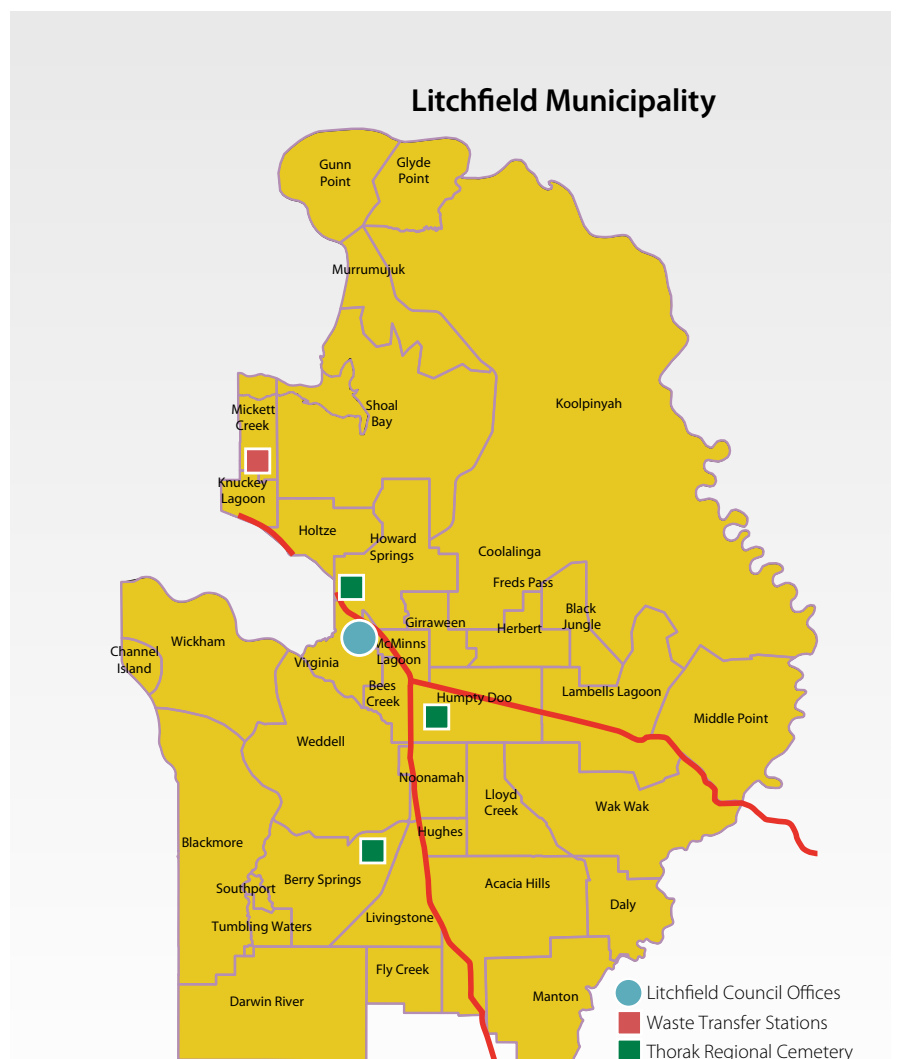 Litchfield Municipality
Gunn
Point
Glyde
Point
Murrumujuk
Mickett
Creek
Shoal
Bay
Koolpinyah
Knuckey
Lagoon
Holtze
Howard
Springs
Coolalinga
Freds Pass
Black
Jungle
Girraween
Herbert
Wickham
Channel
Island
Virginia
McMinns
Lagoon
Bees
Creek
Humpty Doo
Lambells Lagoon
Middle Point
Weddell
Noonamah
Lloyd
Creek
Wak Wak
Hughes
Blackmore
Berry Springs
Southport
Acacia Hills
Daly
Livingstone
Tumbling Waters
Fly Creek
Darwin River
Manton
Litchfield Council Offices
Waste Transfer Stations
Thorak Regional Cemetery